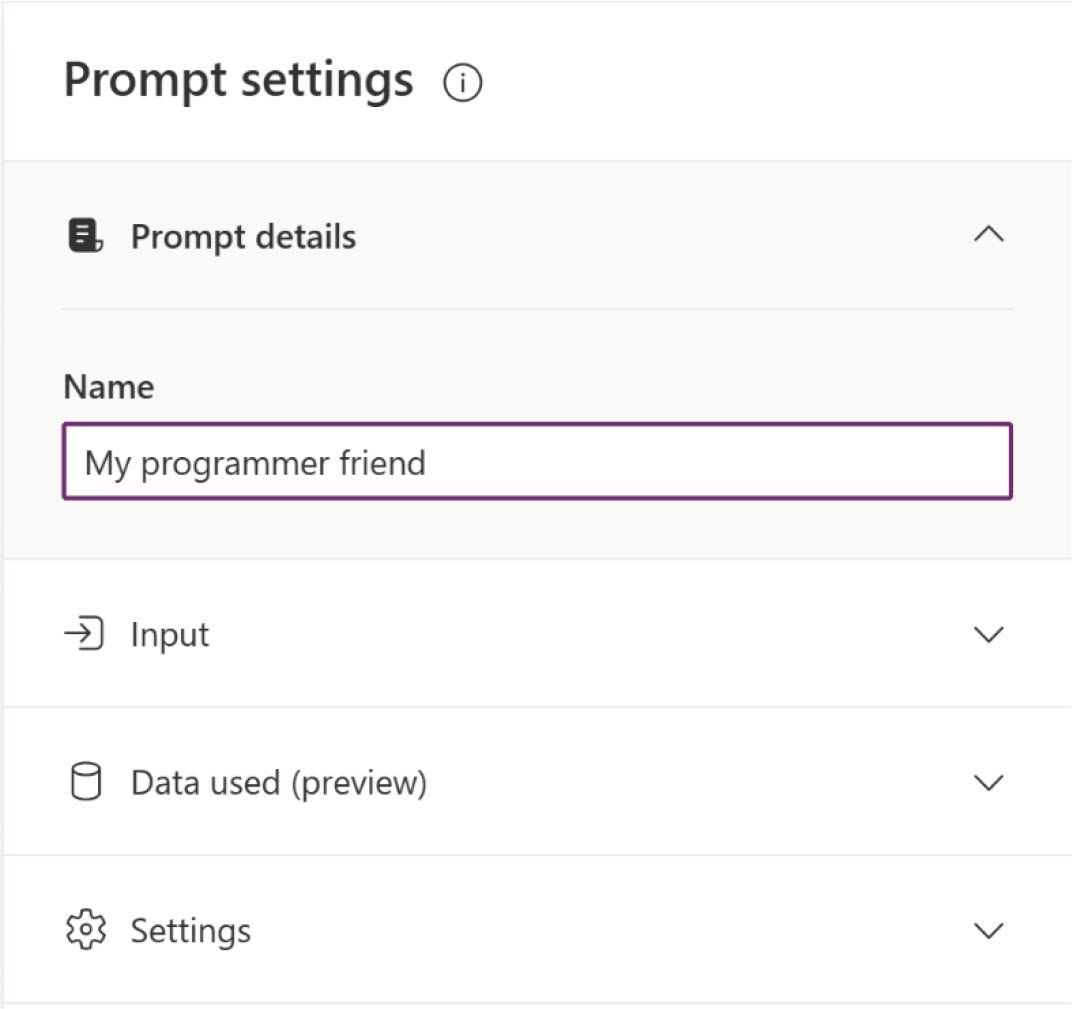 Prompt settings
Prompt details
Name
My programmer friend
Input
Data used (preview)
Settings